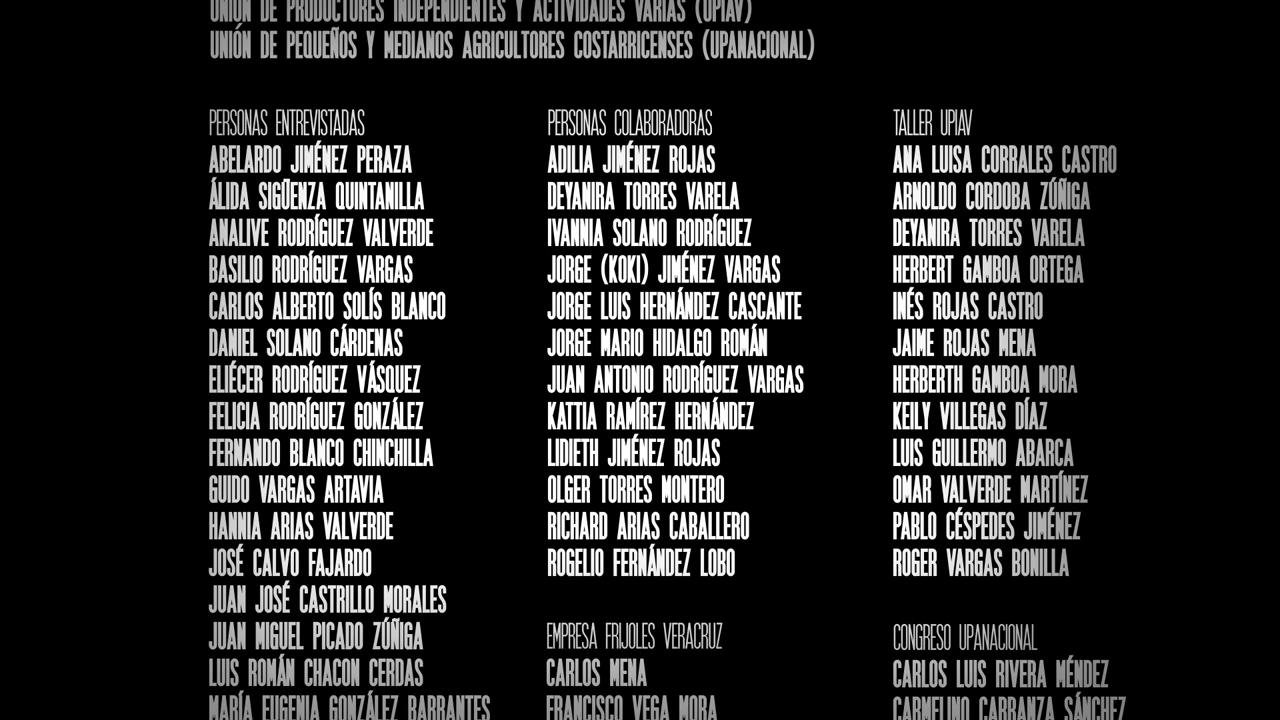 UNIÓN DE PRODUCTORES INDEPENDIENTES Y ACTIVIDADES VARIAS (UPIAV)
UNIÓN DE PEQUEÑOS Y MEDIANOS AGRICULTORES COSTARRICENSES (UPANACIONAL)
PERSONAS ENTREVISTADAS
ABELARDO JIMÉNEZ PERAZA
ÁLIDA SIGÜENZA QUINTANILLA
ANALIVE RODRÍGUEZ VALVERDE
BASILIO RODRÍGUEZ VARGAS
CARLOS ALBERTO SOLÍS BLANCO
DANIEL SOLANO CÁRDENAS
ELIÉCER RODRÍGUEZ VÁSQUEZ
FELICIA RODRÍGUEZ GONZÁLEZ
FERNANDO BLANCO CHINCHILLA
GUIDO VARGAS ARTAVIA
HANNIA ARIAS VALVERDE
JOSÉ CALVO FAJARDO
JUAN JOSÉ CASTRILLO MORALES
JUAN MIGUEL PICADO ZÚÑIGA
LUIS ROMÁN CHACON CERDAS
MARÍA EUGENIA GONZÁLEZ BARRANTES
PERSONAS COLABORADORAS
ADILIA JIMÉNEZ ROJAS
DEYANIRA TORRES VARELA
IVANNIA SOLANO RODRÍGUEZ
JORGE (KOKI) JIMÉNEZ VARGAS
JORGE LUIS HERNÁNDEZ CASCANTE
JORGE MARIO HIDALGO ROMÁN
JUAN ANTONIO RODRÍGUEZ VARGAS
KATTIA RAMÍREZ HERNÁNDEZ
LIDIETH JIMÉNEZ ROJAS
OLGER TORRES MONTERO
RICHARD ARIAS CABALLERO
ROGELIO FERNÁNDEZ LOBO
EMPRESA FRIJOLES VERACRUZ
CARLOS MENA
FRANCISCO VEGA MORA
TALLER UPIAV
ANA LUISA CORRALES CASTRO
ARNOLDO CORDOBA ZÚÑIGA
DEYANIRA TORRES VARELA
HERBERT GAMBOA ORTEGA
INÉS ROJAS CASTRO
JAIME ROJAS MENA
HERBERTH GAMBOA MORA
KEILY VILLEGAS DÍAZ
LUIS GUILLERMO ABARCA
OMAR VALVERDE MARTÍNEZ
PABLO CÉSPEDES JIMÉNEZ
ROGER VARGAS BONILLA
CONGRESO UPANACIONAL
CARLOS LUIS RIVERA MÉNDEZ
CARMELINO CARRANZA SÁNCHEZ